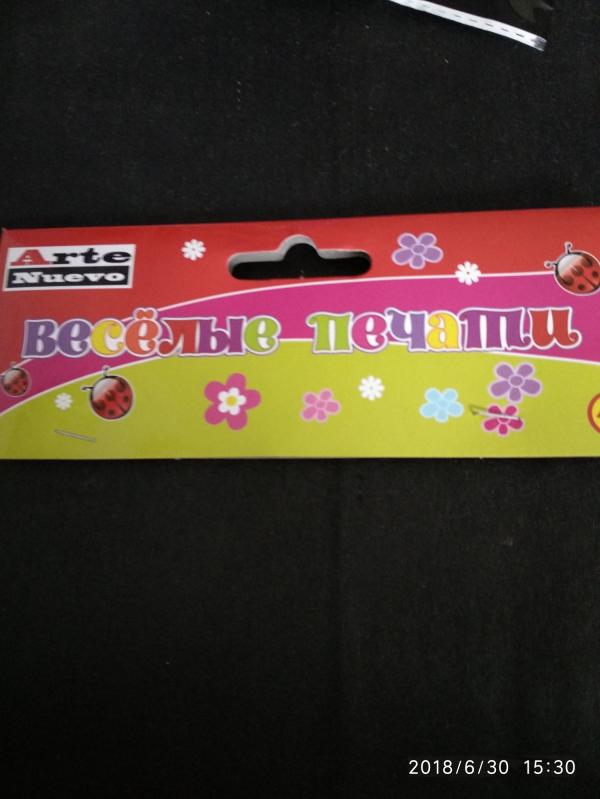 Arte
Nuevo
весёлые печати
2018/6/30 15:30